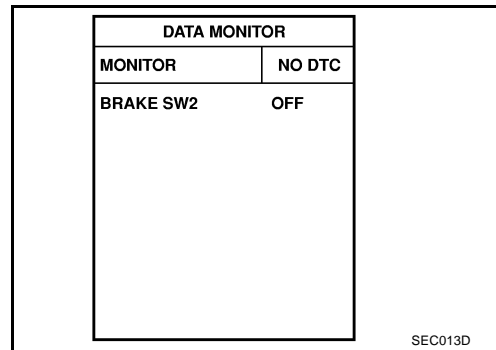 DATA MONITOR
MONITOR NO DTC
BRAKE SW2 OFF
SEC013D